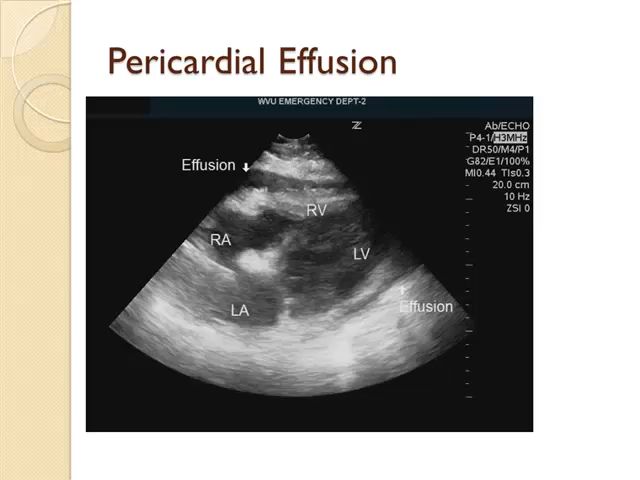 Pericardial Effusion
WVU EMERGENCY DEPT-2
Z
Ab/ECHO
P4-1/H3MHz
DR50/M4/P1
G82/E1/100%
MI0.44 TIs0.3
20.0 cm
10 Hz
ZSI 0
Effusion
RV
RA
LV
LA
Effusion